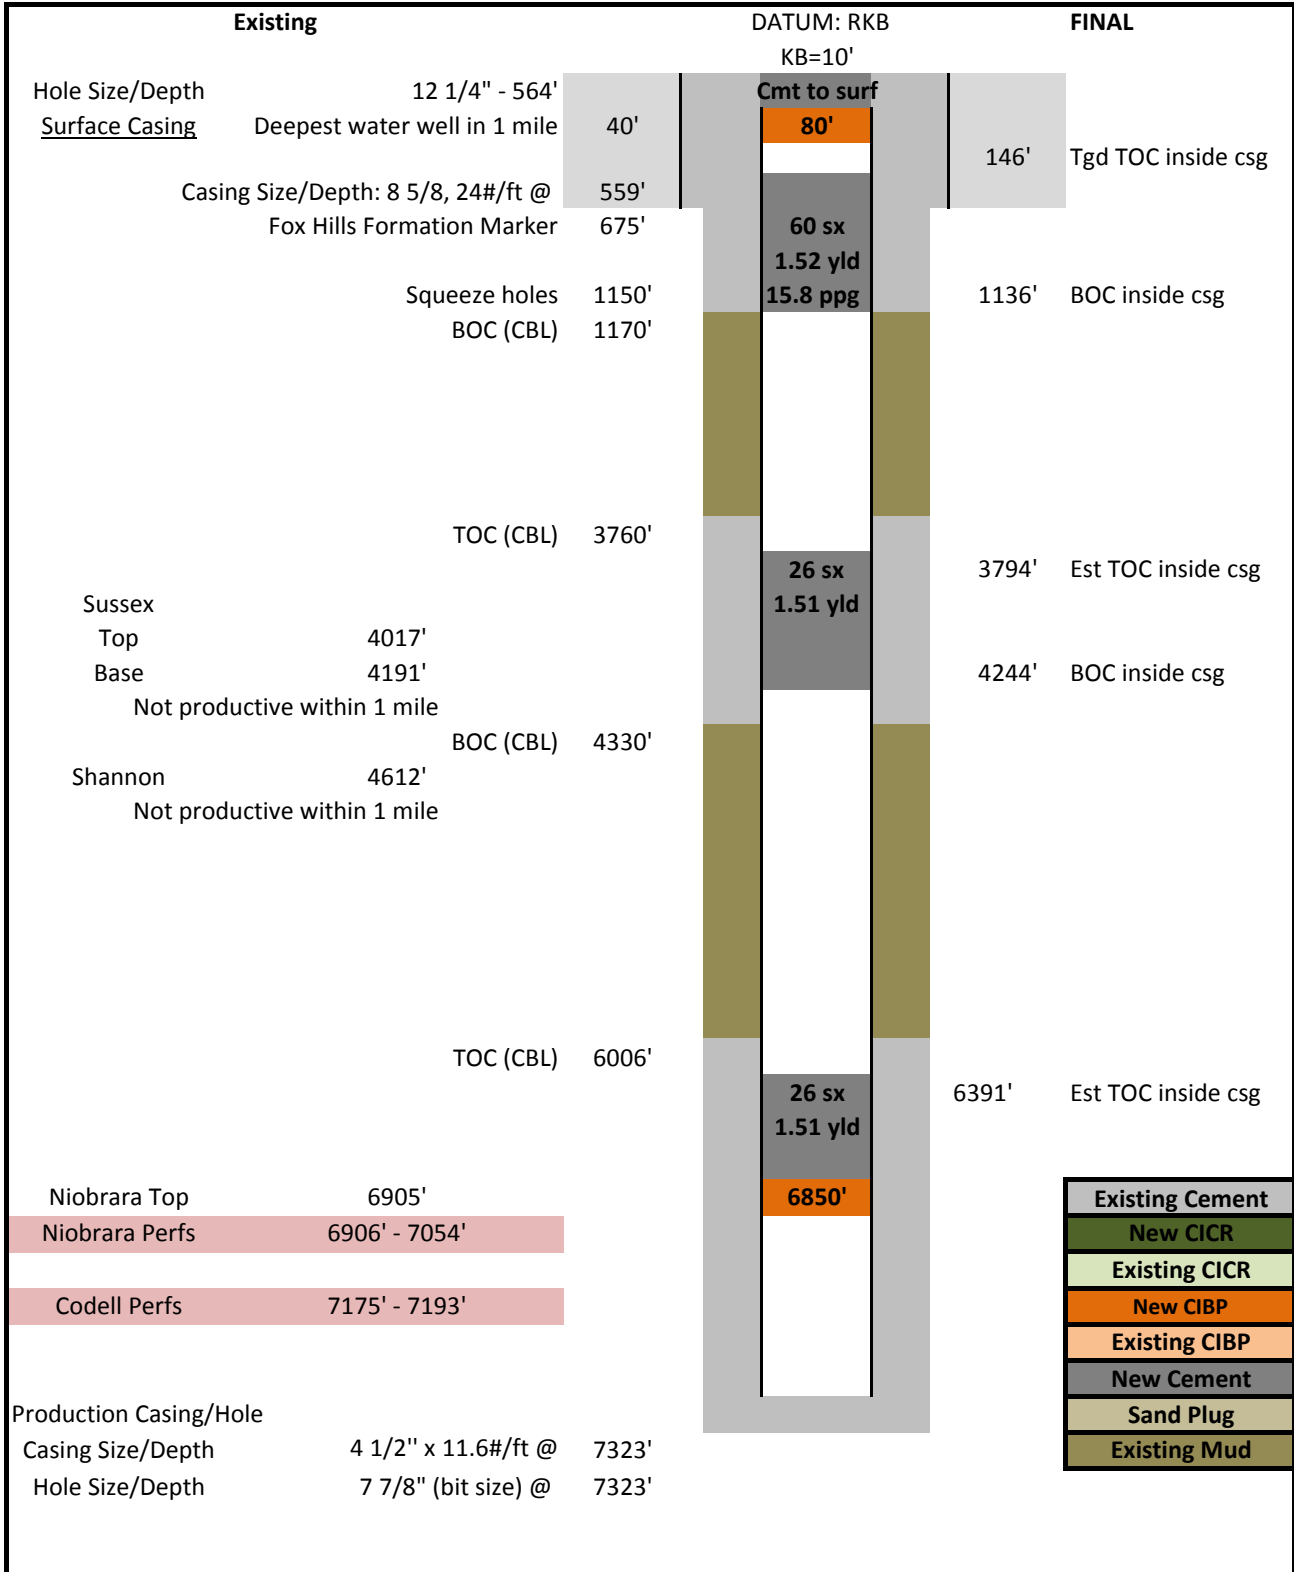 Existing DATUM: RKB FINAL
KB=10'
Hole Size/Depth 12 1/4" - 564' Cmt to surf
Surface Casing Deepest water well in 1 mile 40' 80'
146' Tgd TOC inside csg
Casing Size/Depth: 8 5/8, 24#/ft @ 559'
Fox Hills Formation Marker 675' 60 sx
1.52 yld
Squeeze holes 1150' 15.8 ppg 1136' BOC inside csg
BOC (CBL) 1170'
TOC (CBL) 3760'
26 sx 3794' Est TOC inside csg
Sussex 1.51 yld
Top 4017'
Base 4191' 4244' BOC inside csg
Not productive within 1 mile
BOC (CBL) 4330'
Shannon 4612'
Not productive within 1 mile
TOC (CBL) 6006'
26 sx 6391' Est TOC inside csg
1.51 yld
Niobrara Top 6905' 6850' Existing Cement
Niobrara Perfs 6906' - 7054' New CICR
Existing CICR
Codell Perfs 7175' - 7193' New CIBP
Existing CIBP
New Cement
Production Casing/Hole Sand Plug
Casing Size/Depth 4 1/2'' x 11.6#/ft @ 7323' Existing Mud
Hole Size/Depth 7 7/8" (bit size) @ 7323'